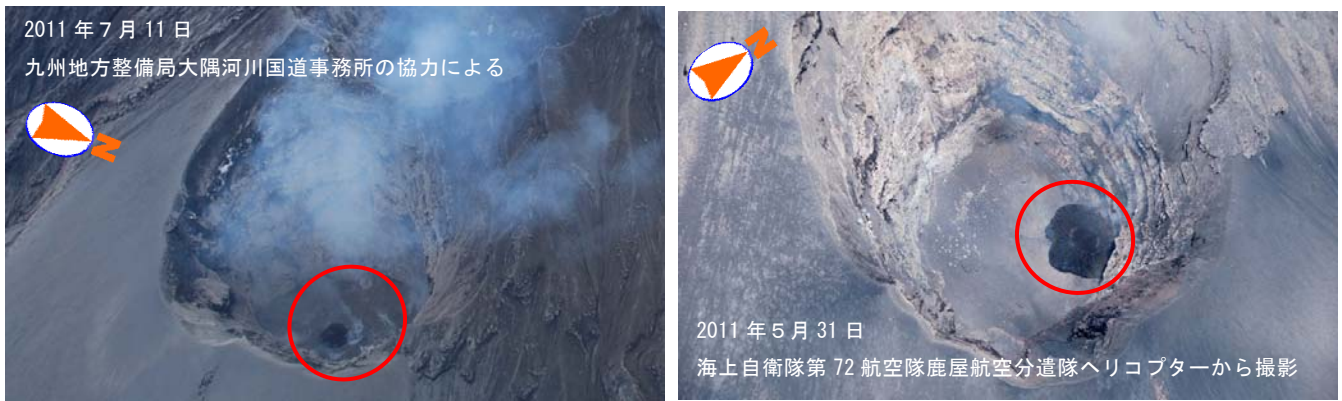 2011年7月11日
九州地方整備局大隅河川国道事務所の協力による
N
N
2011年5月31日
海上自衛隊第72航空隊鹿屋航空分遣隊ヘリコプターから撮影